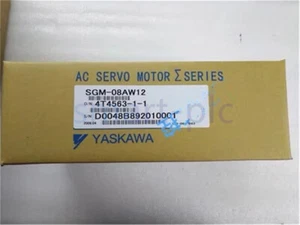 AC SERVO MOTOR Σ SERIES
SGM-08AW12
O/N. 4T4563-1-1
S/N. D0048B892010001
YASKAWA